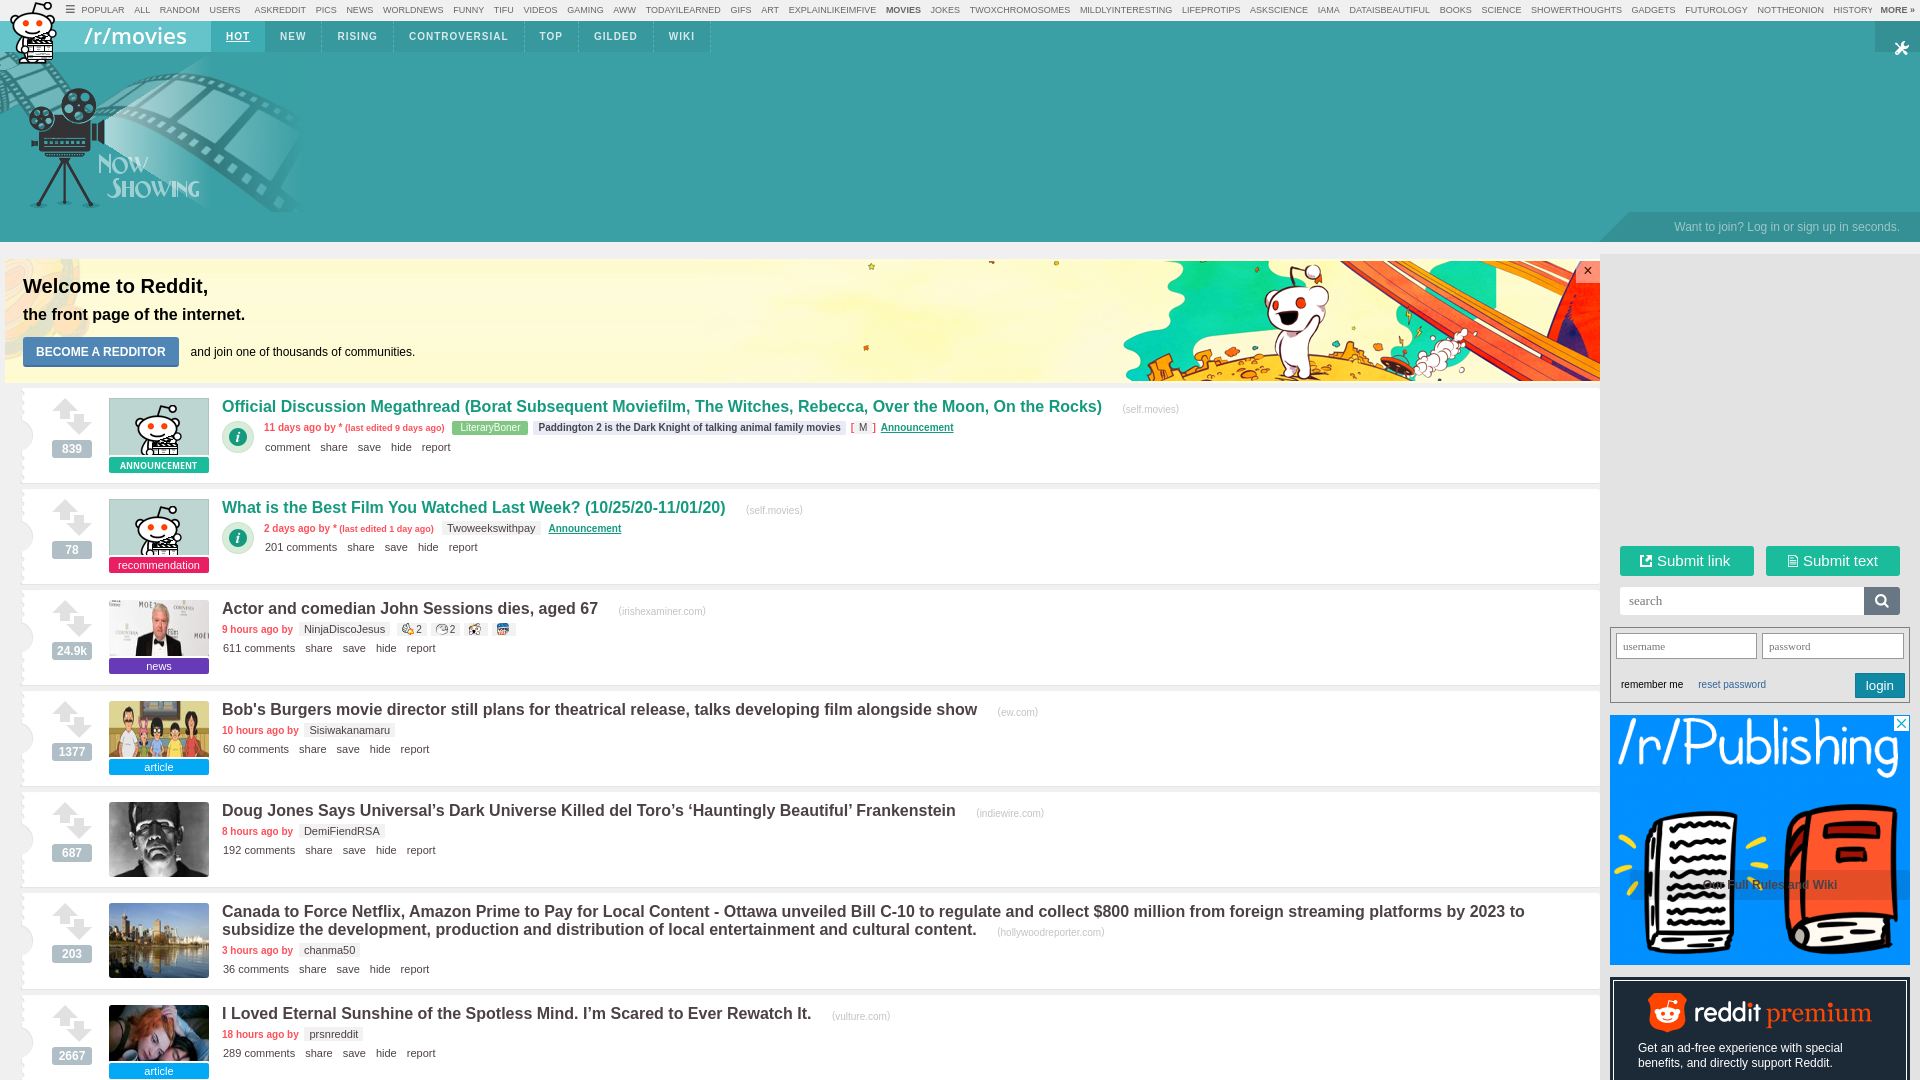 POPULAR ALL RANDOM USERS ASKREDDIT PICS NEWS WORLDNEWS FUNNY TIFU VIDEOS GAMING AWW TODAYILEARNED GIFS ART EXPLAINLIKEIMFIVE MOVIES JOKES TWOXCHROMOSOMES MILDLYINTERESTING LIFEPROTIPS ASKSCIENCE IAMA DATAISBEAUTIFUL BOOKS SCIENCE SHOWERTHOUGHTS GADGETS FUTUROLOGY NOTTHEONION HISTORY MORE »
/r/movies HOT NEW RISING CONTROVERSIAL TOP GILDED WIKI
NOW
SHOWING
Want to join? Log in or sign up in seconds.
Welcome to Reddit,
×
the front page of the internet.
BECOME A REDDITOR and join one of thousands of communities.
Official Discussion Megathread (Borat Subsequent Moviefilm, The Witches, Rebecca, Over the Moon, On the Rocks) (self.movies)
839
ANNOUNCEMENT
i 11 days ago by * (last edited 9 days ago) LiteraryBoner Paddington 2 is the Dark Knight of talking animal family movies [ M ] Announcement
comment share save hide report
What is the Best Film You Watched Last Week? (10/25/20-11/01/20) (self.movies)
78
recommendation
i 2 days ago by * (last edited 1 day ago) Twoweekswithpay Announcement
201 comments share save hide report
Actor and comedian John Sessions dies, aged 67 (irishexaminer.com)
24.9k
news
9 hours ago by NinjaDiscoJesus 2 2
611 comments share save hide report
Bob's Burgers movie director still plans for theatrical release, talks developing film alongside show (ew.com)
1377
article
10 hours ago by Sisiwakanamaru
60 comments share save hide report
Doug Jones Says Universal’s Dark Universe Killed del Toro’s ‘Hauntingly Beautiful’ Frankenstein (indiewire.com)
687
8 hours ago by DemiFiendRSA
192 comments share save hide report
Canada to Force Netflix, Amazon Prime to Pay for Local Content - Ottawa unveiled Bill C-10 to regulate and collect $800 million from foreign streaming platforms by 2023 to
subsidize the development, production and distribution of local entertainment and cultural content. (hollywoodreporter.com)
203
3 hours ago by chanma50
36 comments share save hide report
I Loved Eternal Sunshine of the Spotless Mind. I’m Scared to Ever Rewatch It. (vulture.com)
2667
article
18 hours ago by prsnreddit
289 comments share save hide report
Submit link Submit text
search
username password
remember me reset password login
/r/Publishing
Our Full Rules and Wiki
reddit premium
Get an ad-free experience with special
benefits, and directly support Reddit.